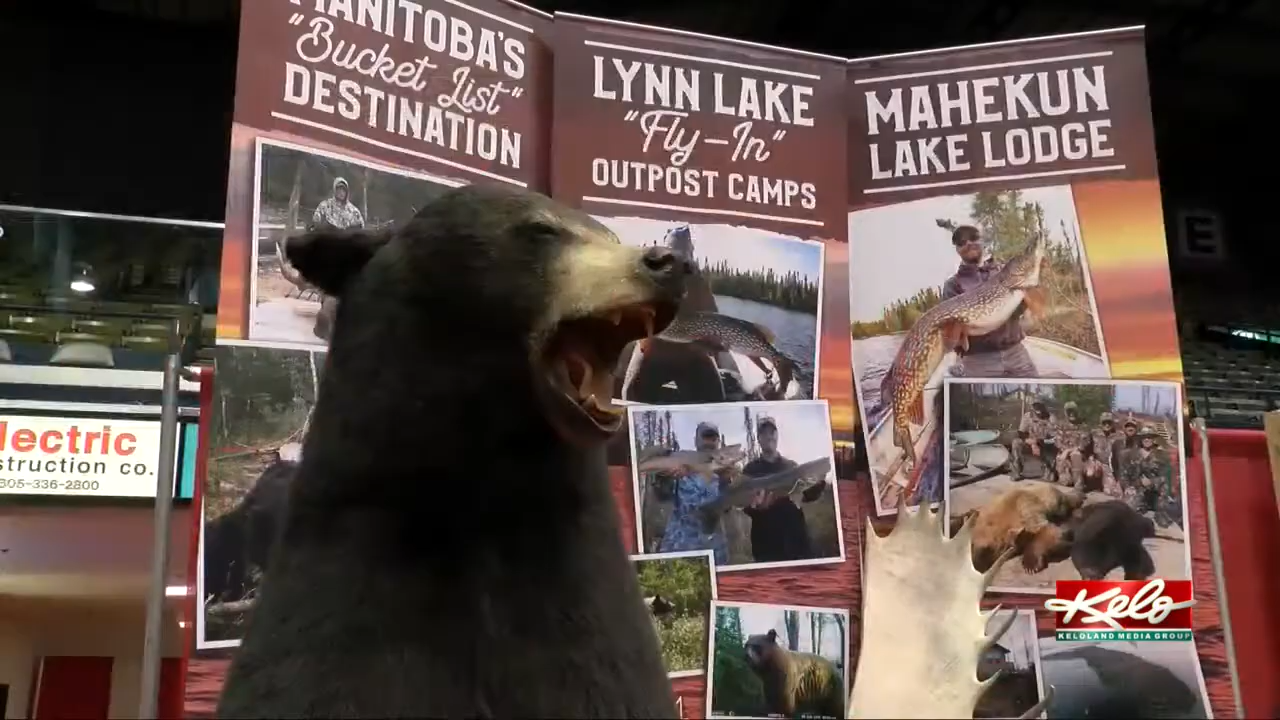 MANITOBA'S
"Bucket List"
DESTINATION
LYNN LAKE
"Fly-In"
OUTPOST CAMPS
MAHEKUN
LAKE LODGE
E
lectric
struction co.
605-336-2800
Kelo
KELOLAND MEDIA GROUP